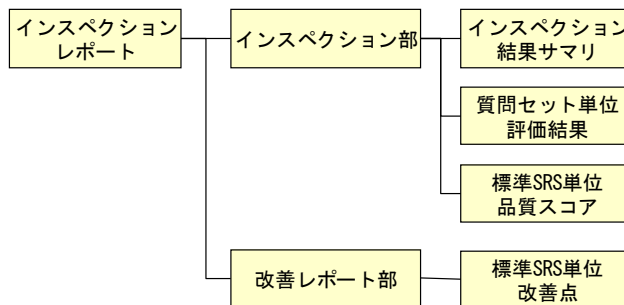 インスペクション
レポート
インスペクション部
インスペクション
結果サマリ
質問セット単位
評価結果
標準SRS単位
品質スコア
改善レポート部
標準SRS単位
改善点